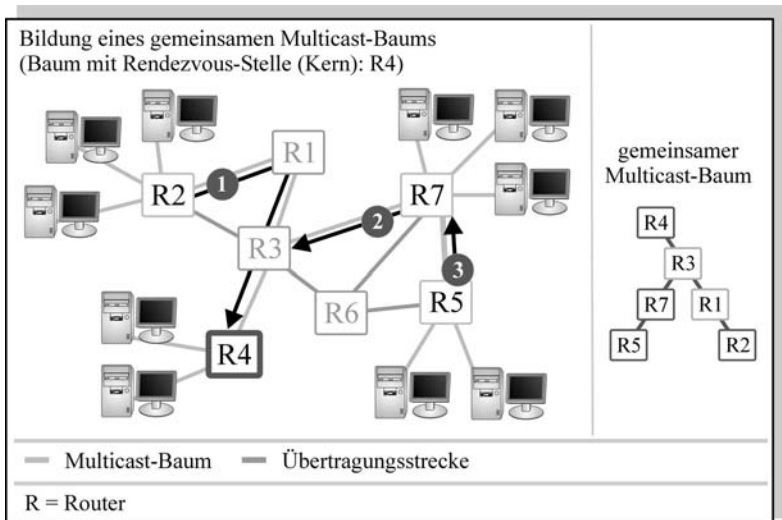 Bildung eines gemeinsamen Multicast-Baums
(Baum mit Rendezvous-Stelle (Kern): R4)
R1
1
R2
R7
2
R3
3
R5
R6
R4
gemeinsamer
Multicast-Baum
R4
R3
R7 R1
R5 R2
Multicast-Baum Übertragungsstrecke
R = Router